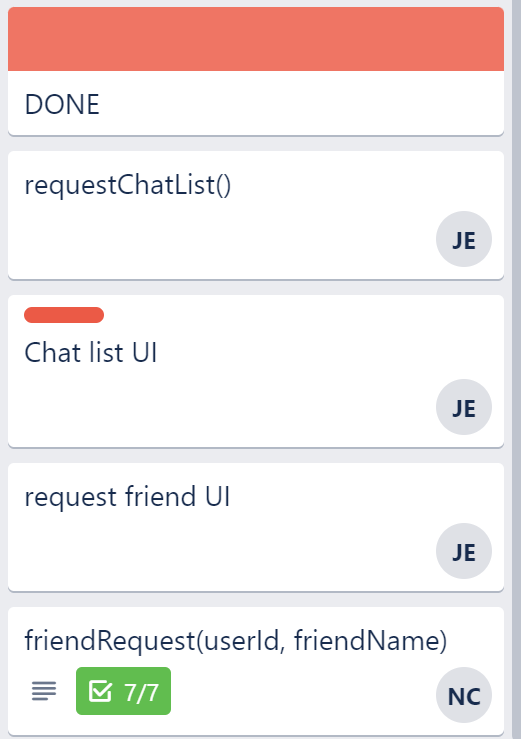 DONE
requestChatList()
JE
Chat list UI
JE
request friend UI
JE
friendRequest(userId, friendName)
7/7
NC